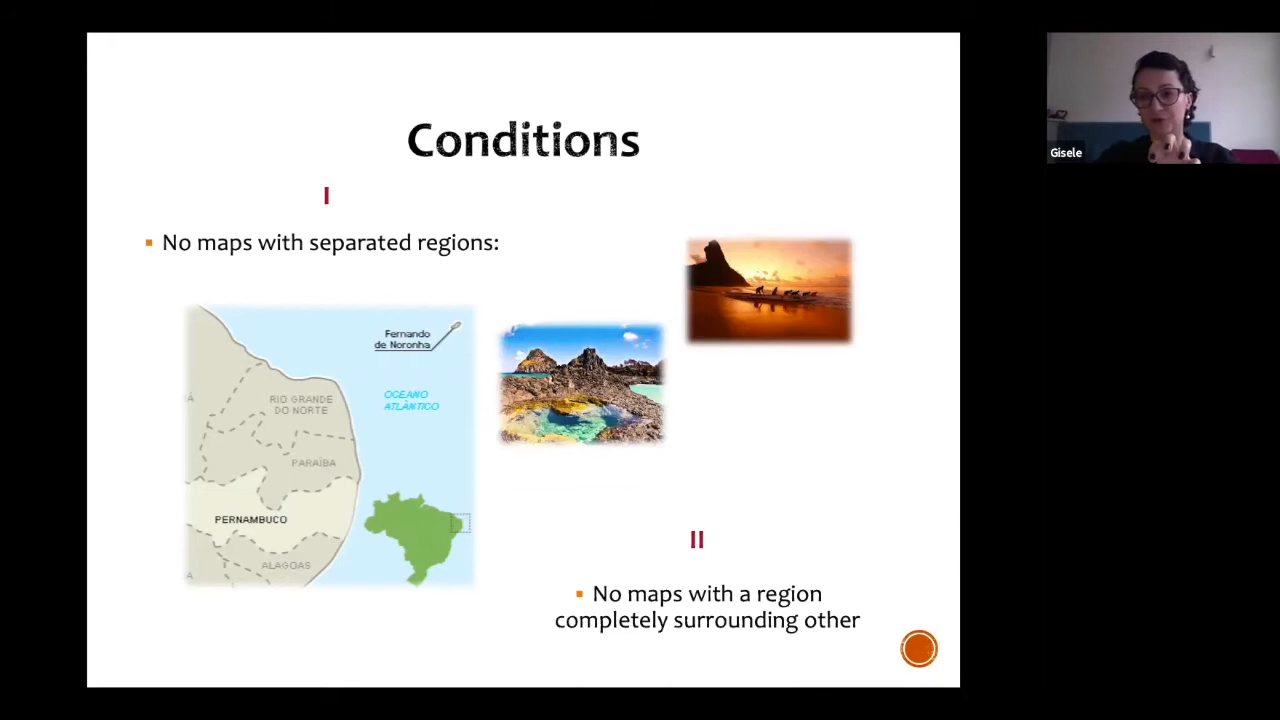 Conditions
I
No maps with separated regions:
Fernando
de Noronha
OCEANO
ATLÂNTICO
RIO GRANDE
DO NORTE
PARAÍBA
PERNAMBUCO
ALAGOAS
II
No maps with a region
completely surrounding other
Gisele